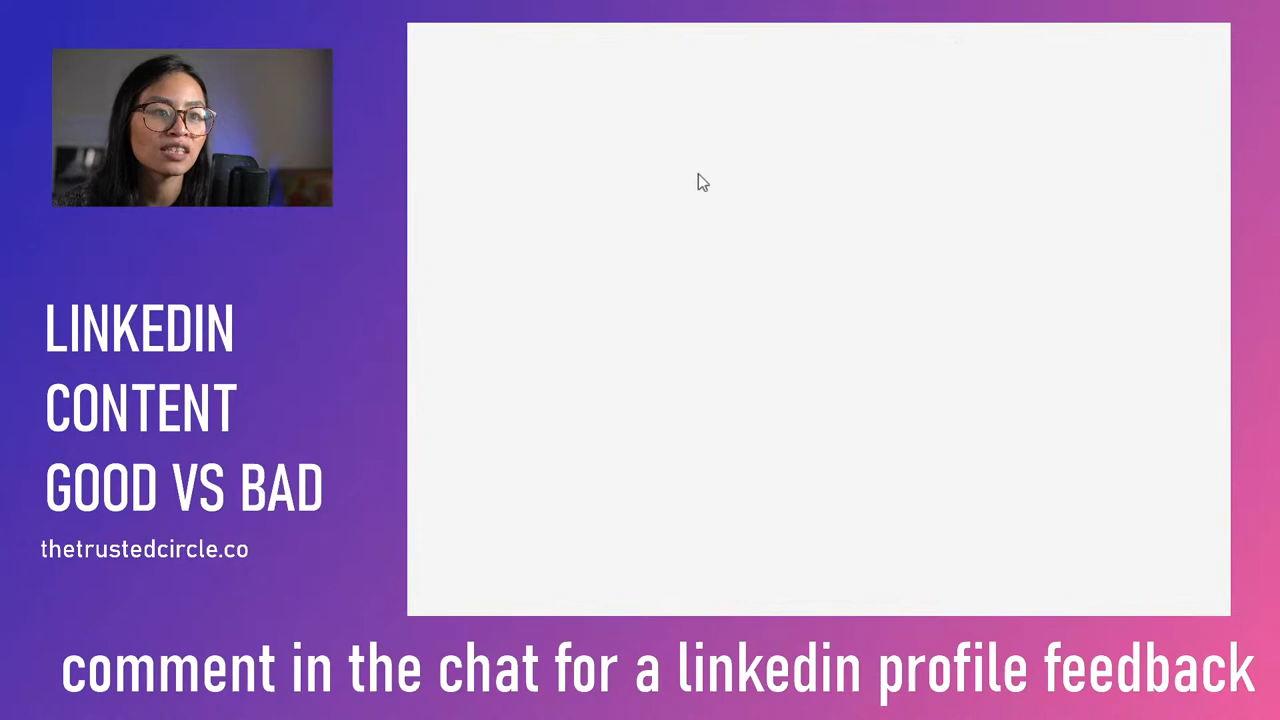 LINKEDIN
CONTENT
GOOD VS BAD
thetrustedcircle.co
comment in the chat for a linkedin profile feedback